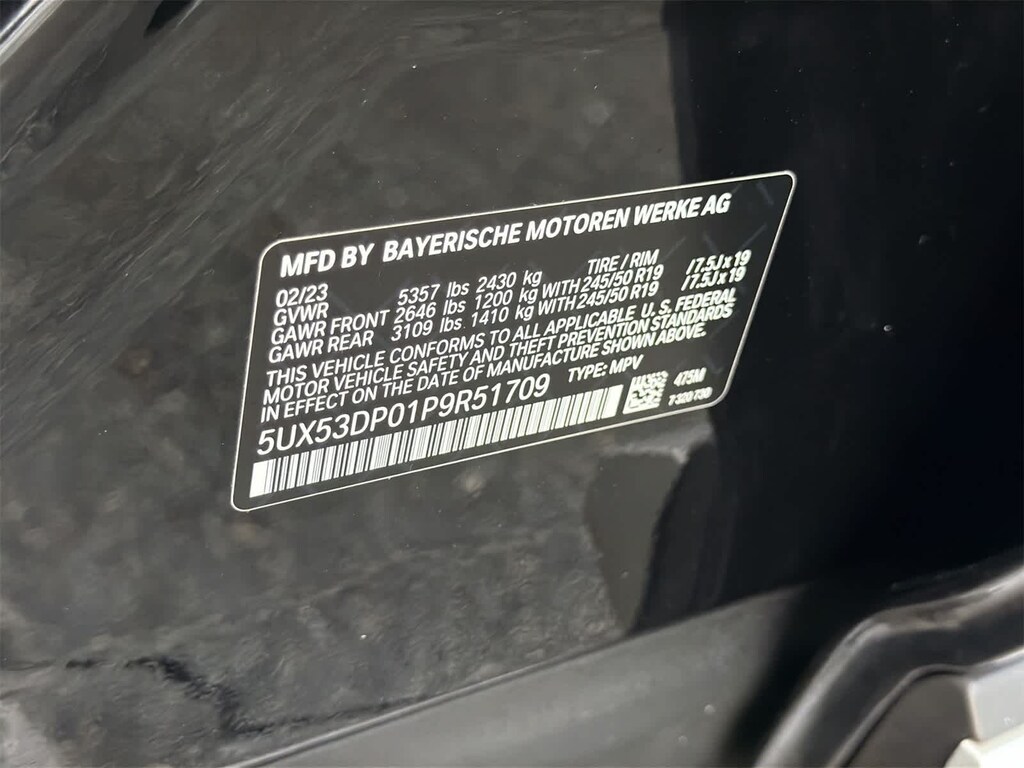 MFD BY BAYERISCHE MOTOREN WERKE AG
02/23 TIRE / RIM
GVWR 5357 lbs 2430 kg
GAWR FRONT 2646 lbs 1200 kg WITH 245/50 R19 /7.5J x 19
GAWR REAR 3109 lbs. 1410 kg WITH 245/50 R19 /7.5J x 19
THIS VEHICLE CONFORMS TO ALL APPLICABLE U.S. FEDERAL
MOTOR VEHICLE SAFETY AND THEFT PREVENTION STANDARDS
IN EFFECT ON THE DATE OF MANUFACTURE SHOWN ABOVE.
TYPE: MPV
5UX53DP01P9R51709
475M